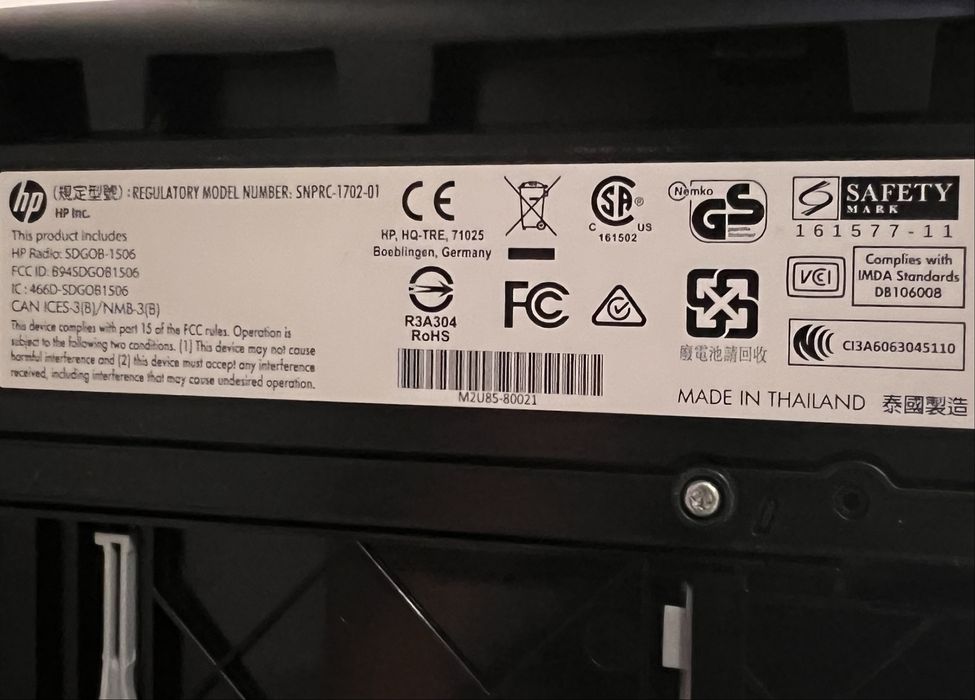 hp (規定型號) : REGULATORY MODEL NUMBER: SNPRC-1702-01
HP Inc.
This product includes
HP Radio: SDGOB-1506
FCC ID: B94SDGOB1506
IC : 466D-SDGOB1506
CAN ICES-3(B)/NMB-3(B)
This device complies with part 15 of the FCC rules. Operation is
subject to the following two conditions. (1) This device may not cause
harmful interference and (2) this device must accept any interference
received, including interference that may cause undesired operation.
CE
HP, HQ-TRE, 71025
Boeblingen, Germany
R3A304
RoHS
M2U85-80021
SA ®
C US
161502
FC
Nemko
GS
廢電池請回收
SAFETY
MARK
161577-11
VCI
Complies with
IMDA Standards
DB106008
CI3A6063045110
MADE IN THAILAND 泰國製造